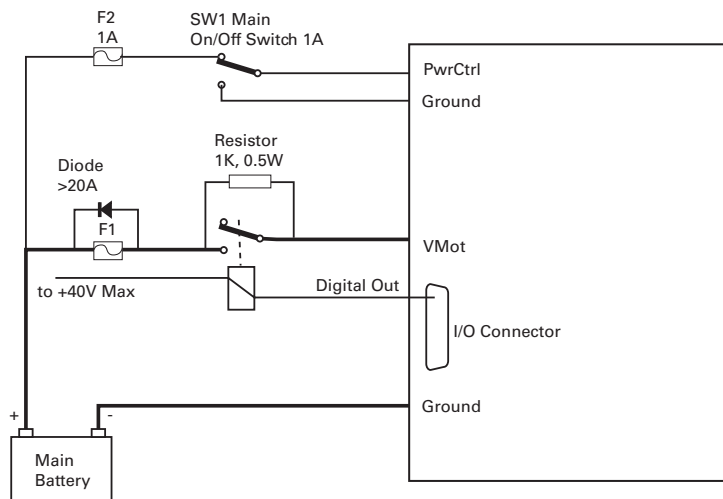 F2
1A
SW1 Main
On/Off Switch 1A
PwrCtrl
Ground
Resistor
1K, 0.5W
Diode
>20A
F1
VMot
to +40V Max
Digital Out
I/O Connector
Ground
+
-
Main
Battery